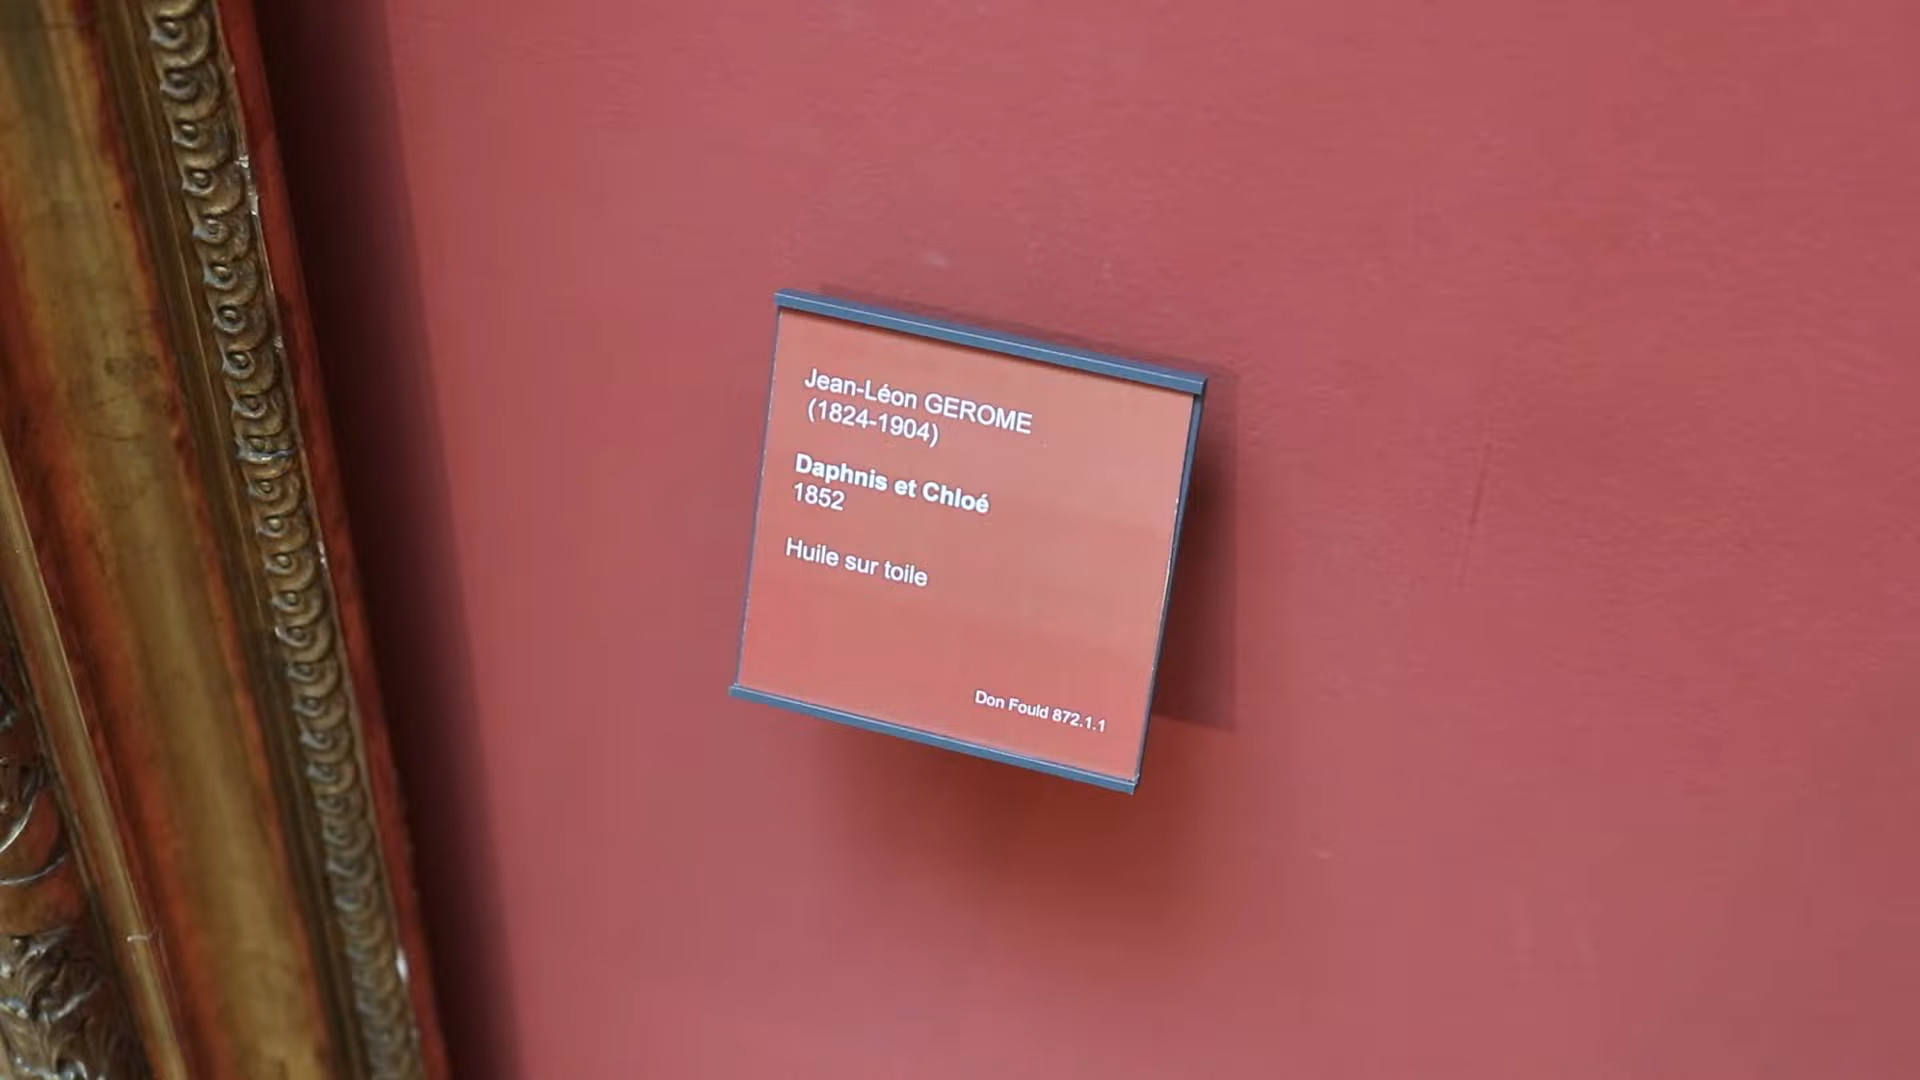 Jean-Léon GEROME
(1824-1904)
Daphnis et Chloé
1852
Huile sur toile
Don Fould 872.1.1